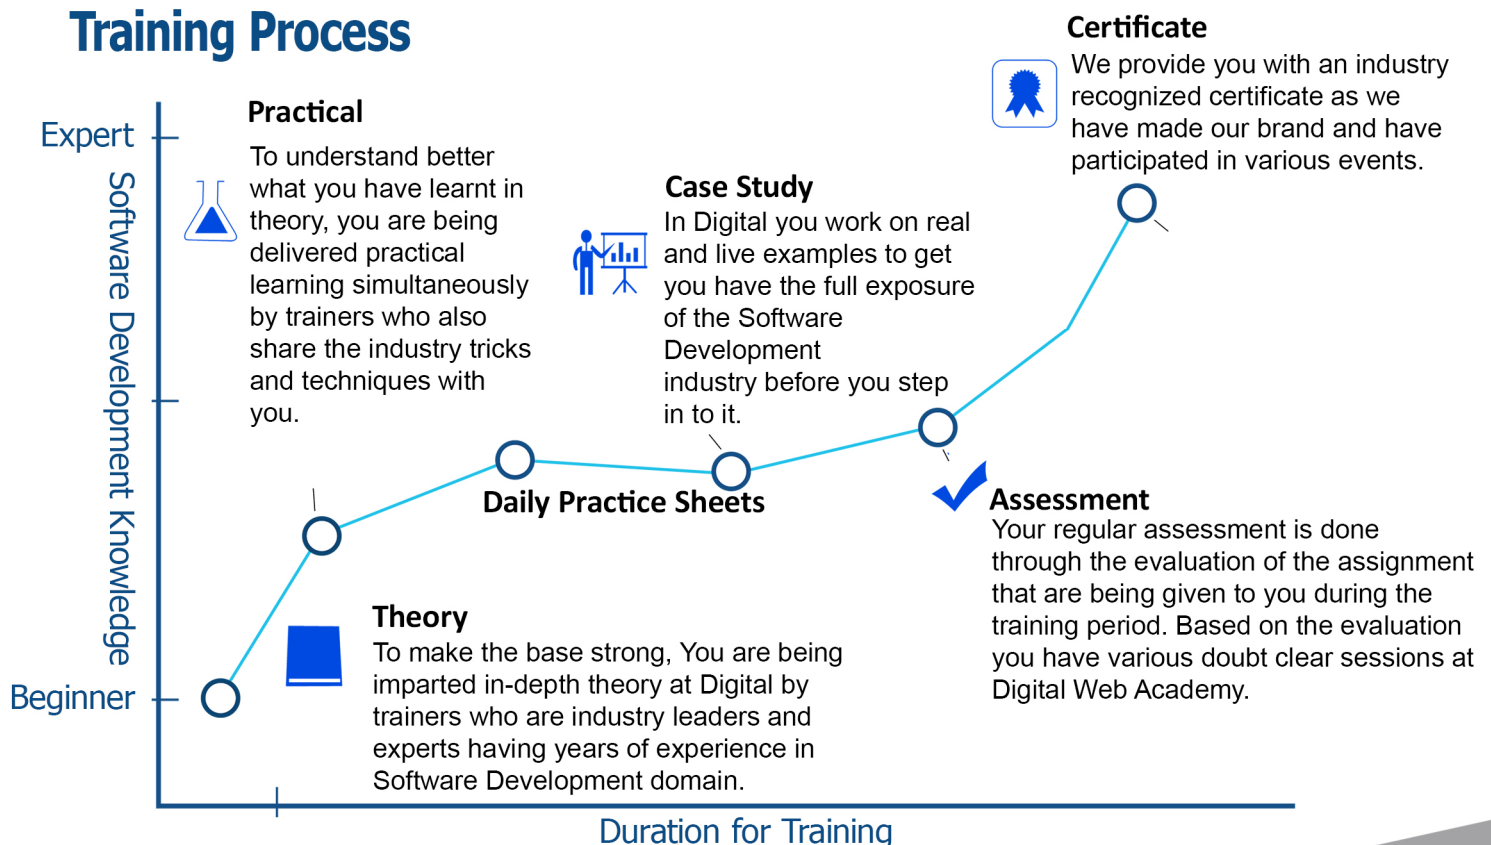 Training Process
Certificate
We provide you with an industry
recognized certificate as we
have made our brand and have
participated in various events.
Practical
To understand better
what you have learnt in
theory, you are being
delivered practical
learning simultaneously
by trainers who also
share the industry tricks
and techniques with
you.
Expert
Software Development Knowledge
Beginner
Case Study
In Digital you work on real
and live examples to get
you have the full exposure
of the Software
Development
industry before you step
in to it.
Daily Practice Sheets
Assessment
Your regular assessment is done
through the evaluation of the assignment
that are being given to you during the
training period. Based on the evaluation
you have various doubt clear sessions at
Digital Web Academy.
Theory
To make the base strong, You are being
imparted in-depth theory at Digital by
trainers who are industry leaders and
experts having years of experience in
Software Development domain.
Duration for Training